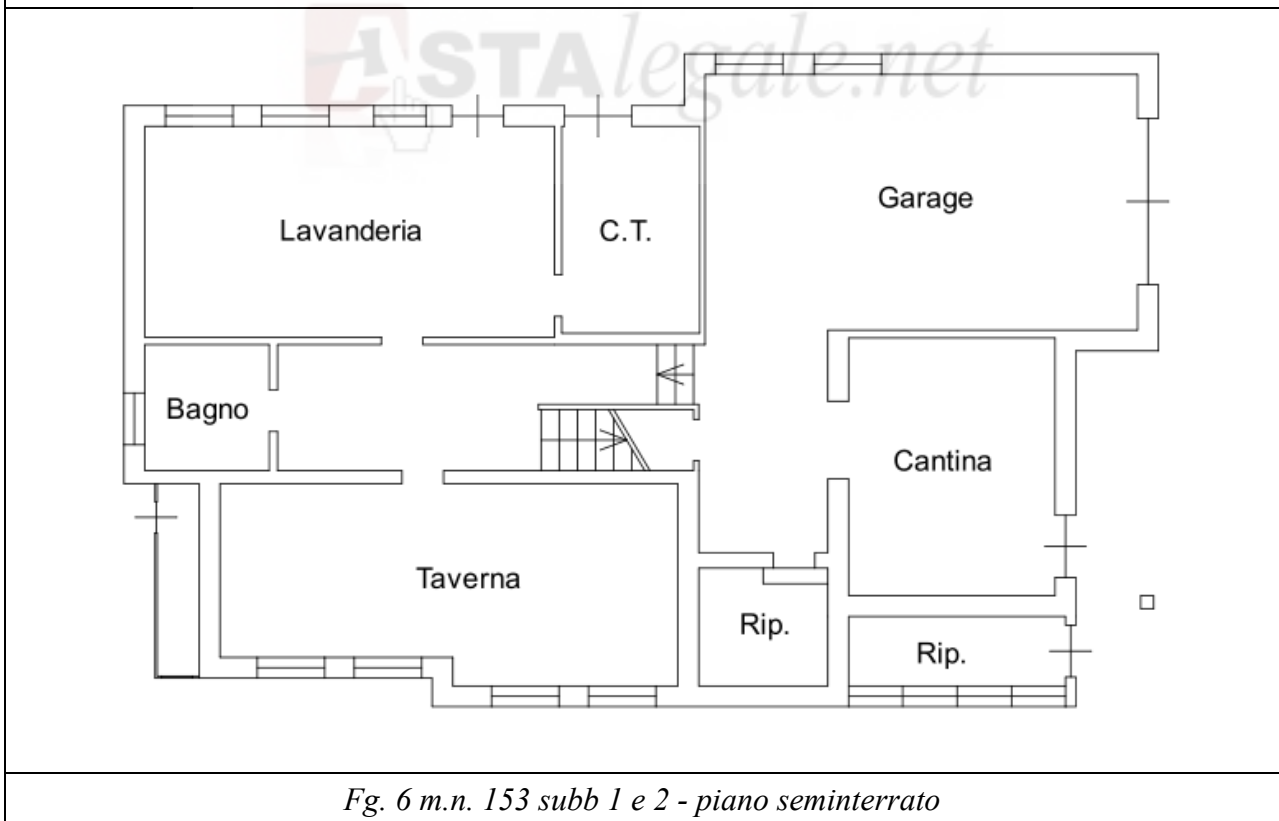 ASTAlegale.net
Garage
Lavanderia
C.T.
Bagno
Cantina
Taverna
Rip.
Rip.
Fg. 6 m.n. 153 subb 1 e 2 - piano seminterrato